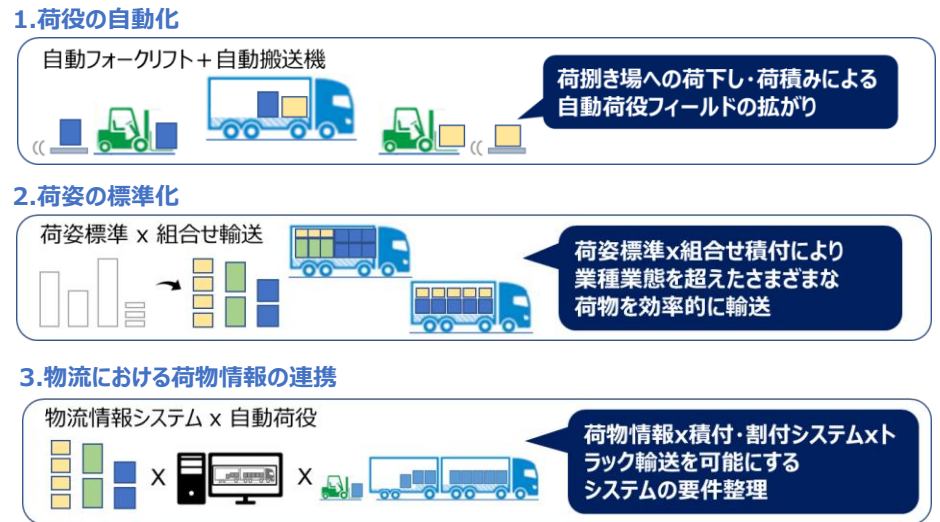 1.荷役の自動化
自動フォークリフト＋自動搬送機
荷捌き場への荷下し・荷積みによる
自動荷役フィールドの拡がり
2.荷姿の標準化
荷姿標準 x 組合せ輸送
荷姿標準x組合せ積付により
業種業態を超えたさまざまな
荷物を効率的に輸送
3.物流における荷物情報の連携
物流情報システム x 自動荷役
X
X
荷物情報x積付・割付システムxト
ラック輸送を可能にする
システムの要件整理